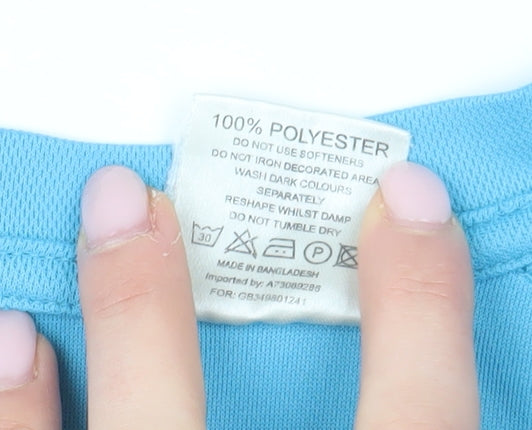 100% POLYESTER
DO NOT USE SOFTENERS
DO NOT IRON DECORATED AREA
WASH DARK COLOURS
SEPARATELY
RESHAPE WHILST DAMP
DO NOT TUMBLE DRY
30 P
MADE IN BANGLADESH
Imported by: A73069286
FOR: GB349801241